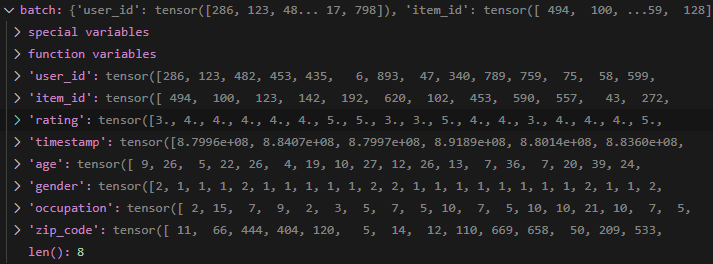 batch: {'user_id': tensor([286, 123, 48... 17, 798]), 'item_id': tensor([ 494, 100, ...59, 128]
special variables
function variables
'user_id': tensor([286, 123, 482, 453, 435, 6, 893, 47, 340, 789, 759, 75, 58, 599,
'item_id': tensor([ 494, 100, 123, 142, 192, 620, 102, 453, 590, 557, 43, 272,
'rating': tensor([3., 4., 4., 4., 4., 4., 5., 5., 3., 3., 5., 4., 4., 3., 4., 4., 4., 5.,
'timestamp': tensor([8.7996e+08, 8.8407e+08, 8.7997e+08, 8.9189e+08, 8.8014e+08, 8.8360e+08,
'age': tensor([ 9, 26, 5, 22, 26, 4, 19, 10, 27, 12, 26, 13, 7, 36, 7, 20, 39, 24,
'gender': tensor([2, 1, 1, 1, 2, 1, 1, 1, 1, 1, 2, 2, 1, 1, 1, 1, 1, 1, 1, 1, 2, 1, 1, 2,
'occupation': tensor([ 2, 15, 7, 9, 2, 3, 5, 7, 5, 10, 7, 5, 10, 10, 21, 10, 7, 5,
'zip_code': tensor([ 11, 66, 444, 404, 120, 5, 14, 12, 110, 669, 658, 50, 209, 533,
len(): 8